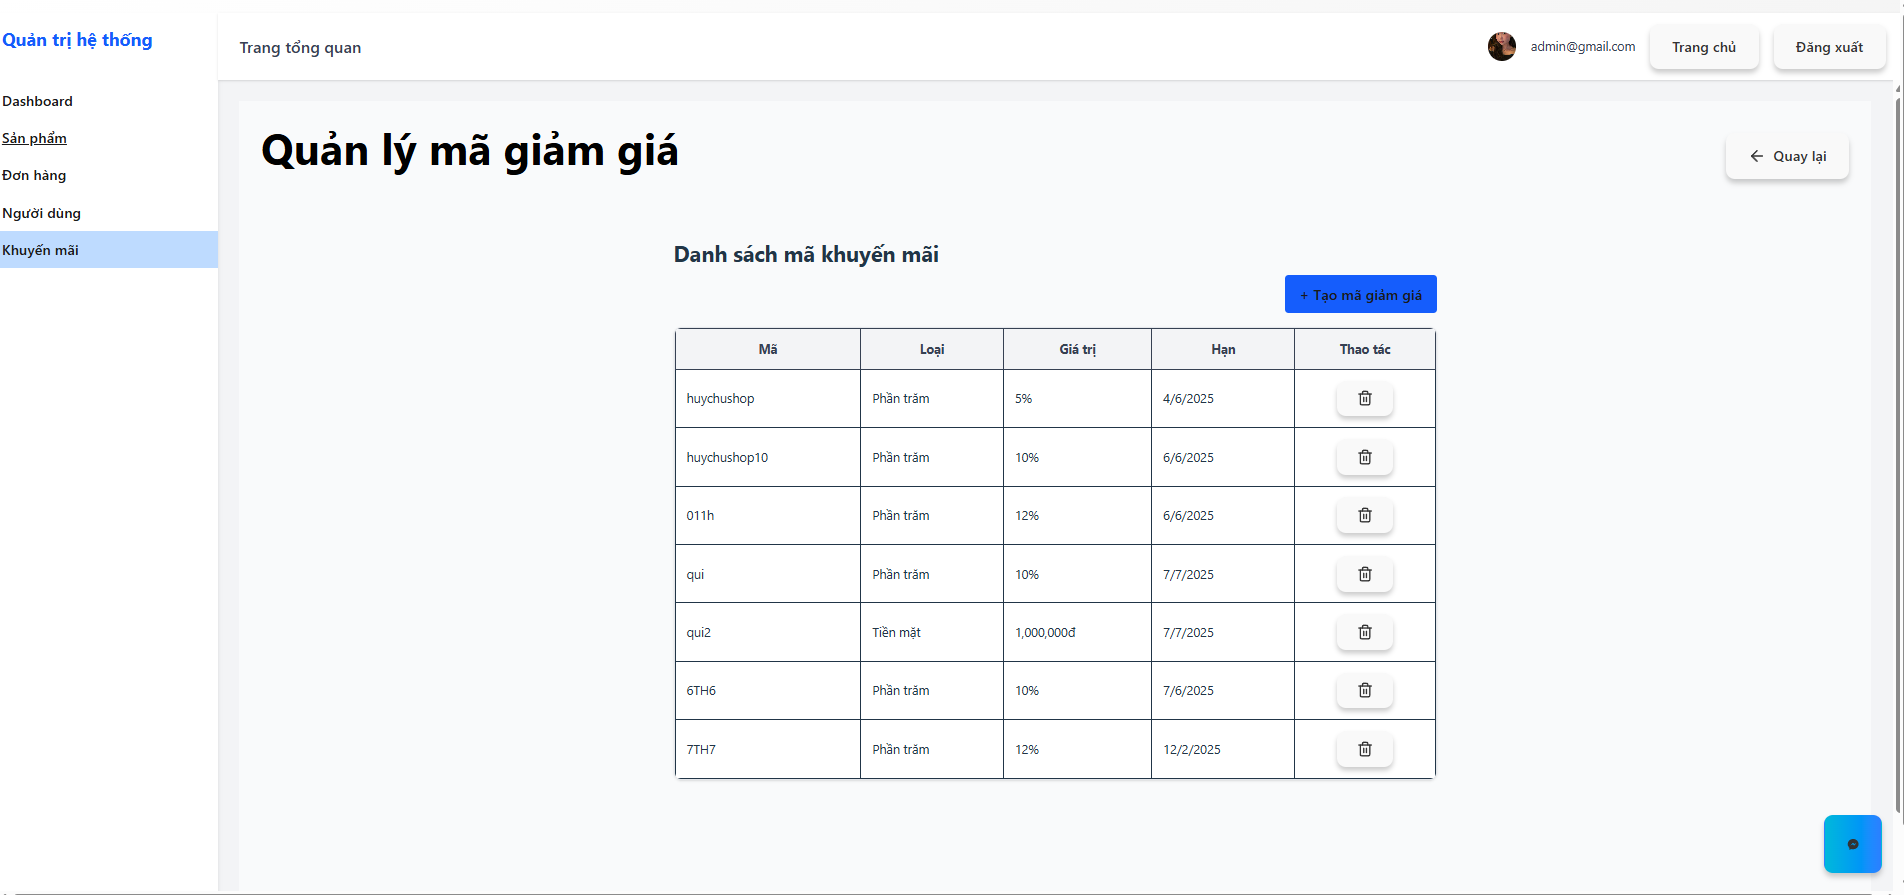 Quản trị hệ thống
Dashboard
Sản phẩm
Đơn hàng
Người dùng
Khuyến mãi
Trang tổng quan
admin@gmail.com
Trang chủ
Đăng xuất
Quản lý mã giảm giá
← Quay lại
Danh sách mã khuyến mãi
+ Tạo mã giảm giá
Mã Loại Giá trị Hạn Thao tác
huychushop Phần trăm 5% 4/6/2025
huychushop10 Phần trăm 10% 6/6/2025
011h Phần trăm 12% 6/6/2025
qui Phần trăm 10% 7/7/2025
qui2 Tiền mặt 1,000,000đ 7/7/2025
6TH6 Phần trăm 10% 7/6/2025
7TH7 Phần trăm 12% 12/2/2025